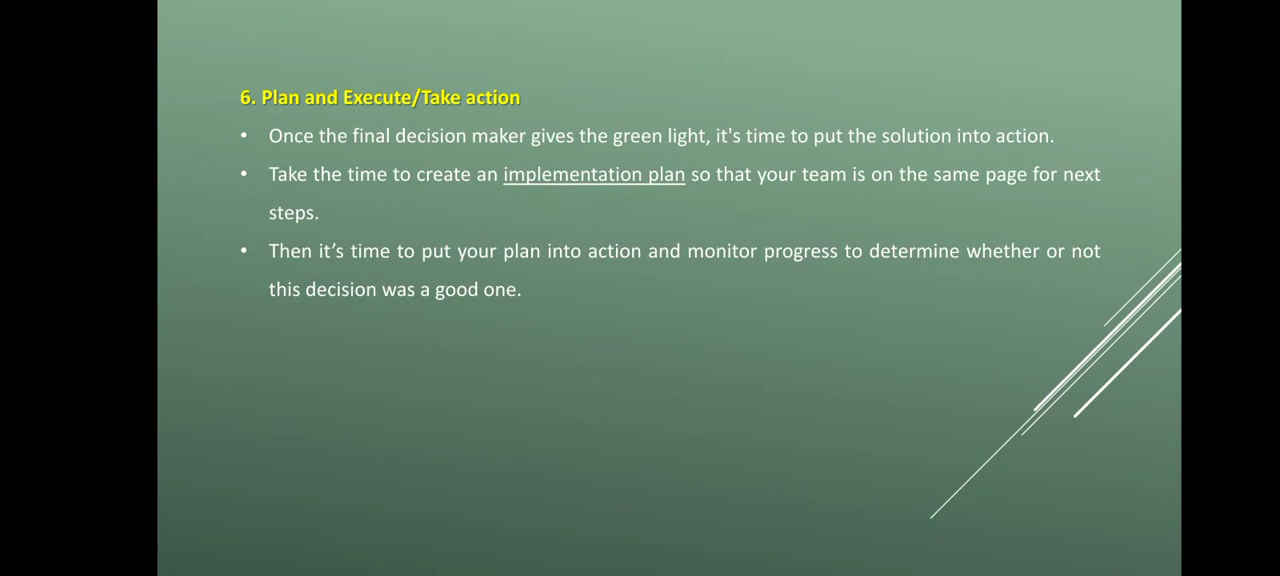 6. Plan and Execute/Take action
• Once the final decision maker gives the green light, it's time to put the solution into action.
• Take the time to create an implementation plan so that your team is on the same page for next
steps.
• Then it’s time to put your plan into action and monitor progress to determine whether or not
this decision was a good one.